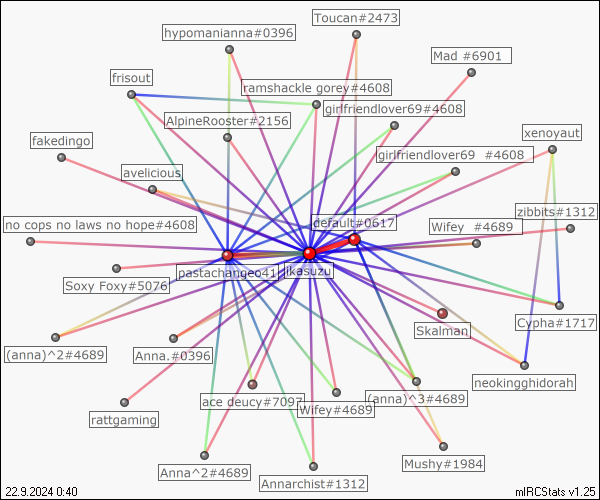 Toucan#2473
hypomanianna#0396
Mad #6901
frisout
ramshackle gorey#4608
girlfriendlover69#4608
AlpineRooster#2156
xenoyaut
fakedingo
girlfriendlover69 #4608
avelicious
zibbits#1312
no cops no laws no hope#4608
default#0617
Wifey #4689
pastachangeo41
ikasuzu
Soxy Foxy#5076
Cypha#1717
Skalman
(anna)^2#4689
Anna.#0396
neokingghidorah
ace deucy#7097
(anna)^3#4689
Wifey#4689
rattgaming
Mushy#1984
Anna^2#4689
Annarchist#1312
22.9.2024 0:40
mIRCStats v1.25